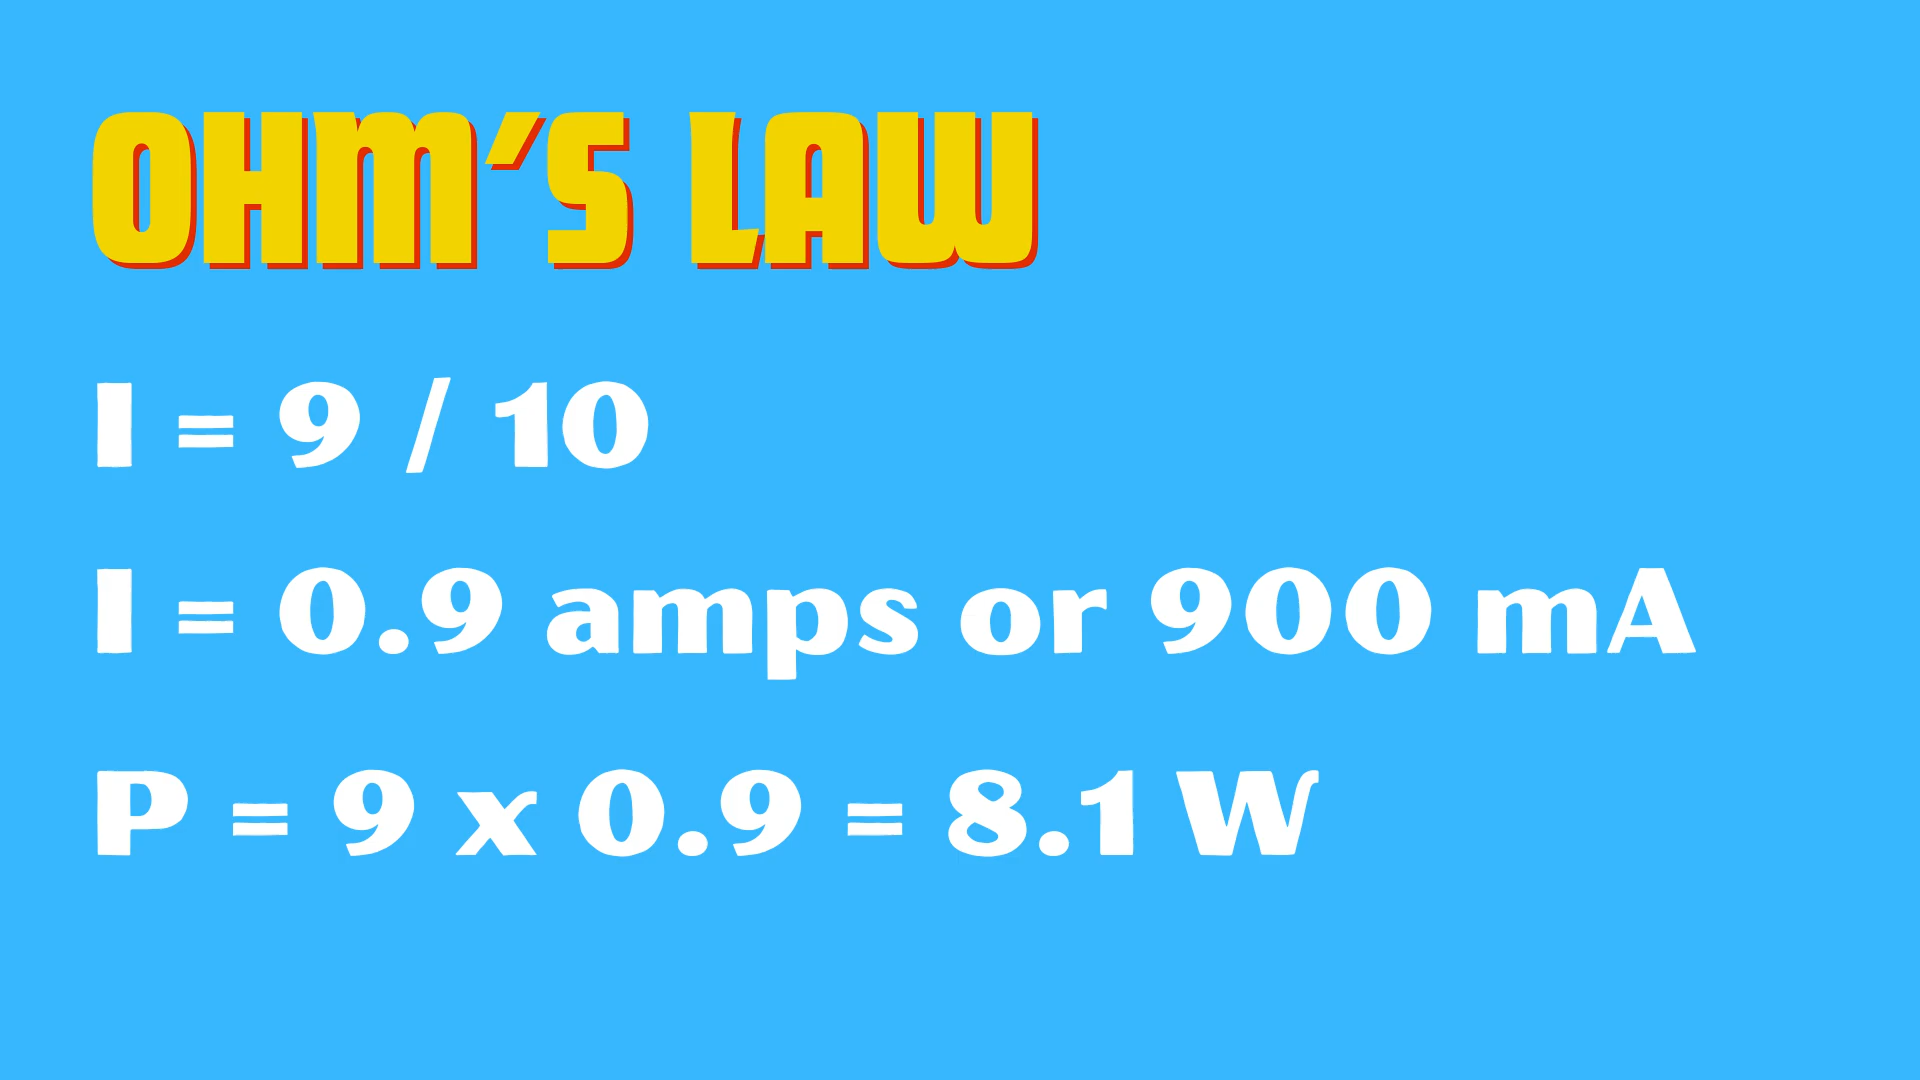 OHM'S LAW
I = 9 / 10
I = 0.9 amps or 900 mA
P = 9 x 0.9 = 8.1 W